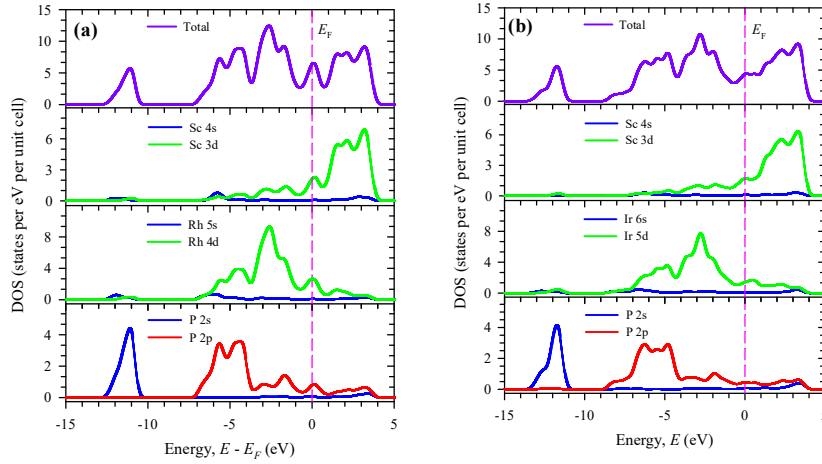 (a)
Total
E_F
15
10
5
0
Sc 4s
Sc 3d
6
3
0
Rh 5s
Rh 4d
8
4
0
P 2s
P 2p
4
2
0
-15 -10 -5 0 5
Energy, E - E_F (eV)
DOS (states per eV per unit cell)
(b)
Total
E_F
15
10
5
0
Sc 4s
Sc 3d
6
3
0
Ir 6s
Ir 5d
8
4
0
P 2s
P 2p
4
2
0
-15 -10 -5 0 5
Energy, E (eV)
DOS (states per eV per unit cell)